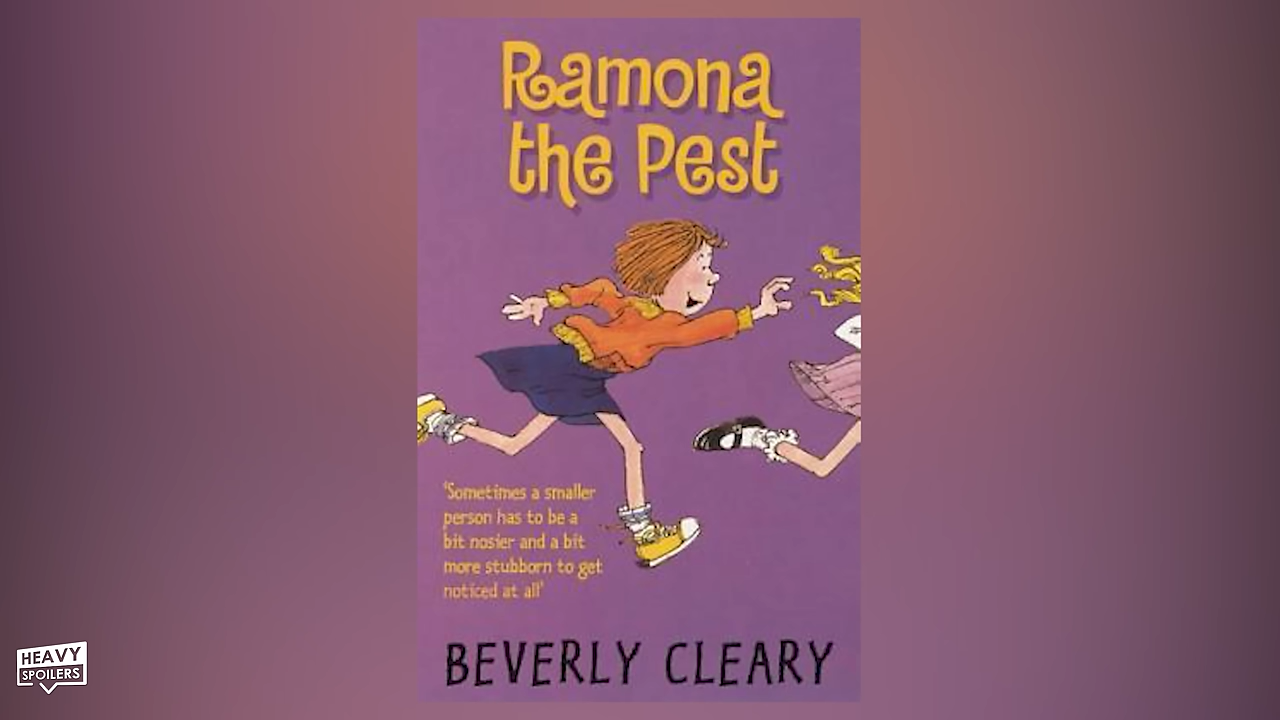 Ramona
the Pest
'Sometimes a smaller
person has to be a
bit nosier and a bit
more stubborn to get
noticed at all'
BEVERLY CLEARY
HEAVY
SPOILERS